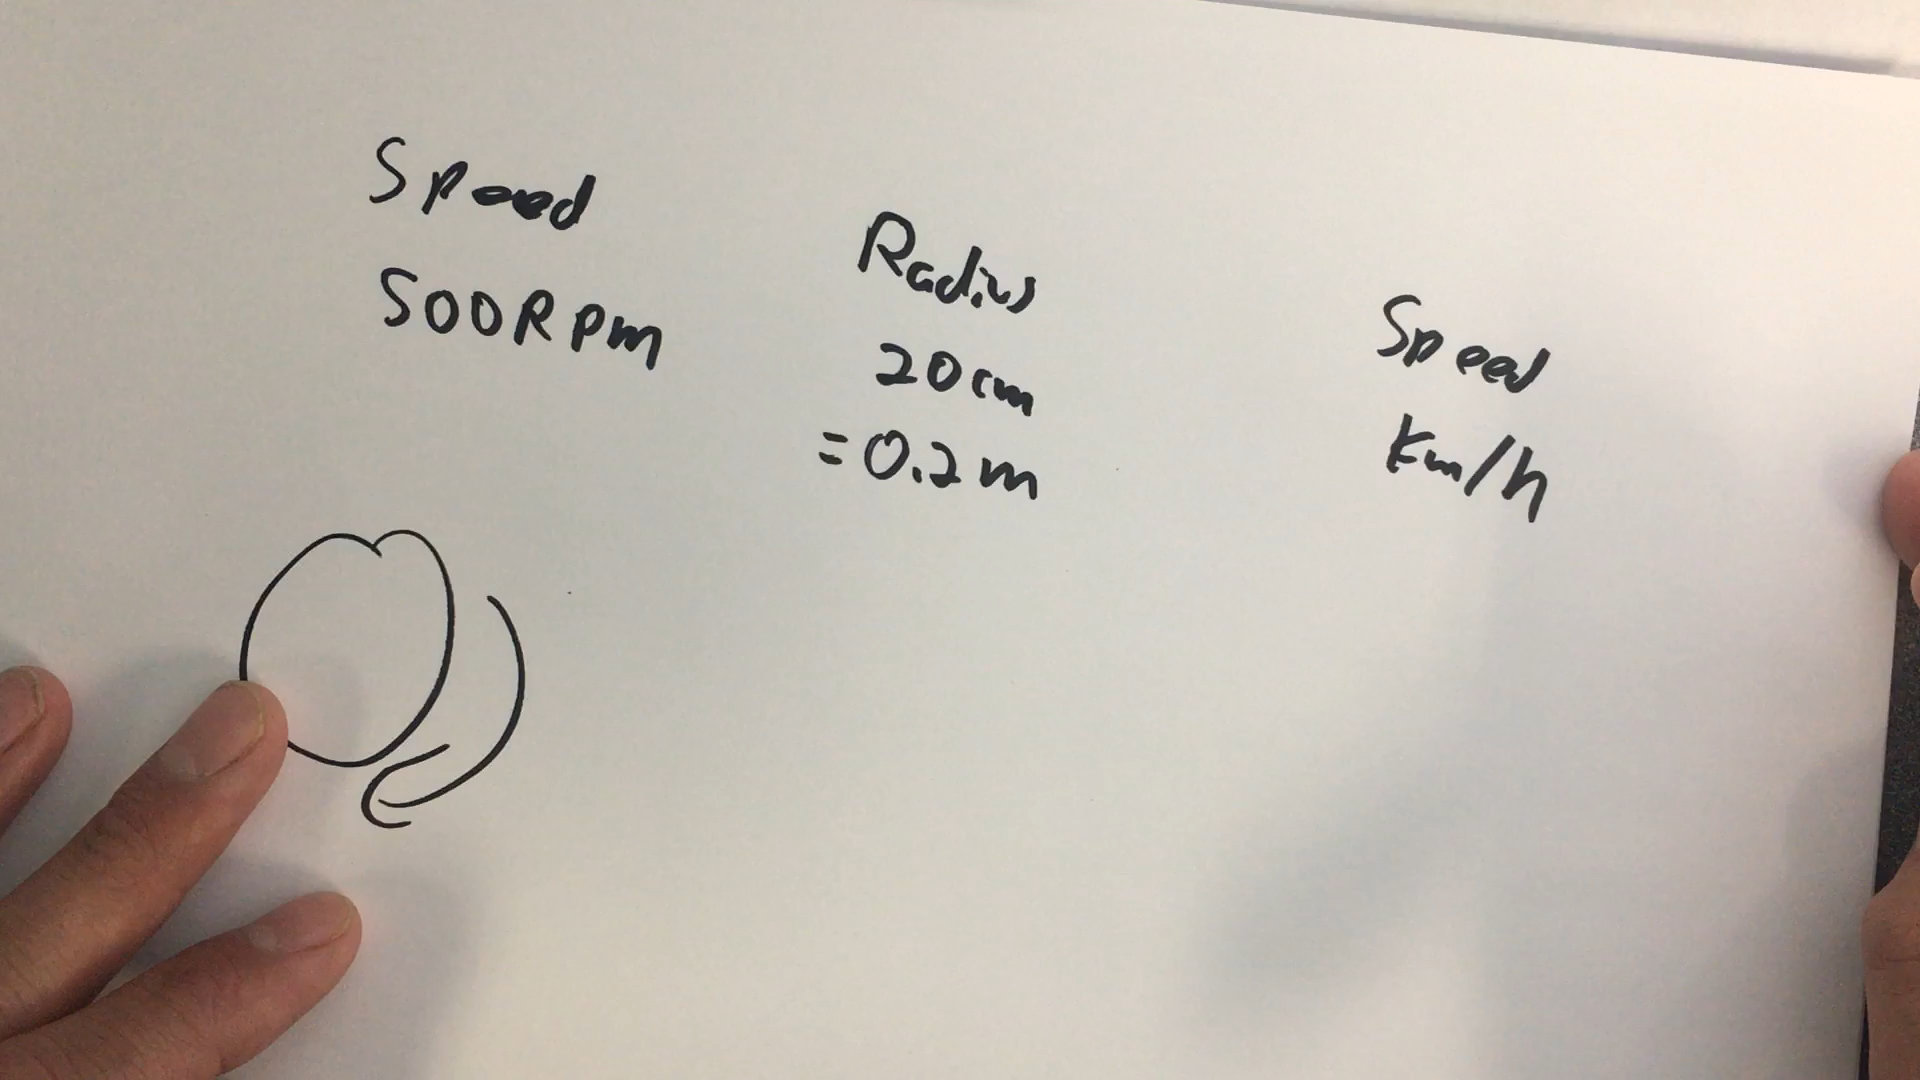 Speed
500Rpm
Radius
20cm
=0.2m
Speed
km/h